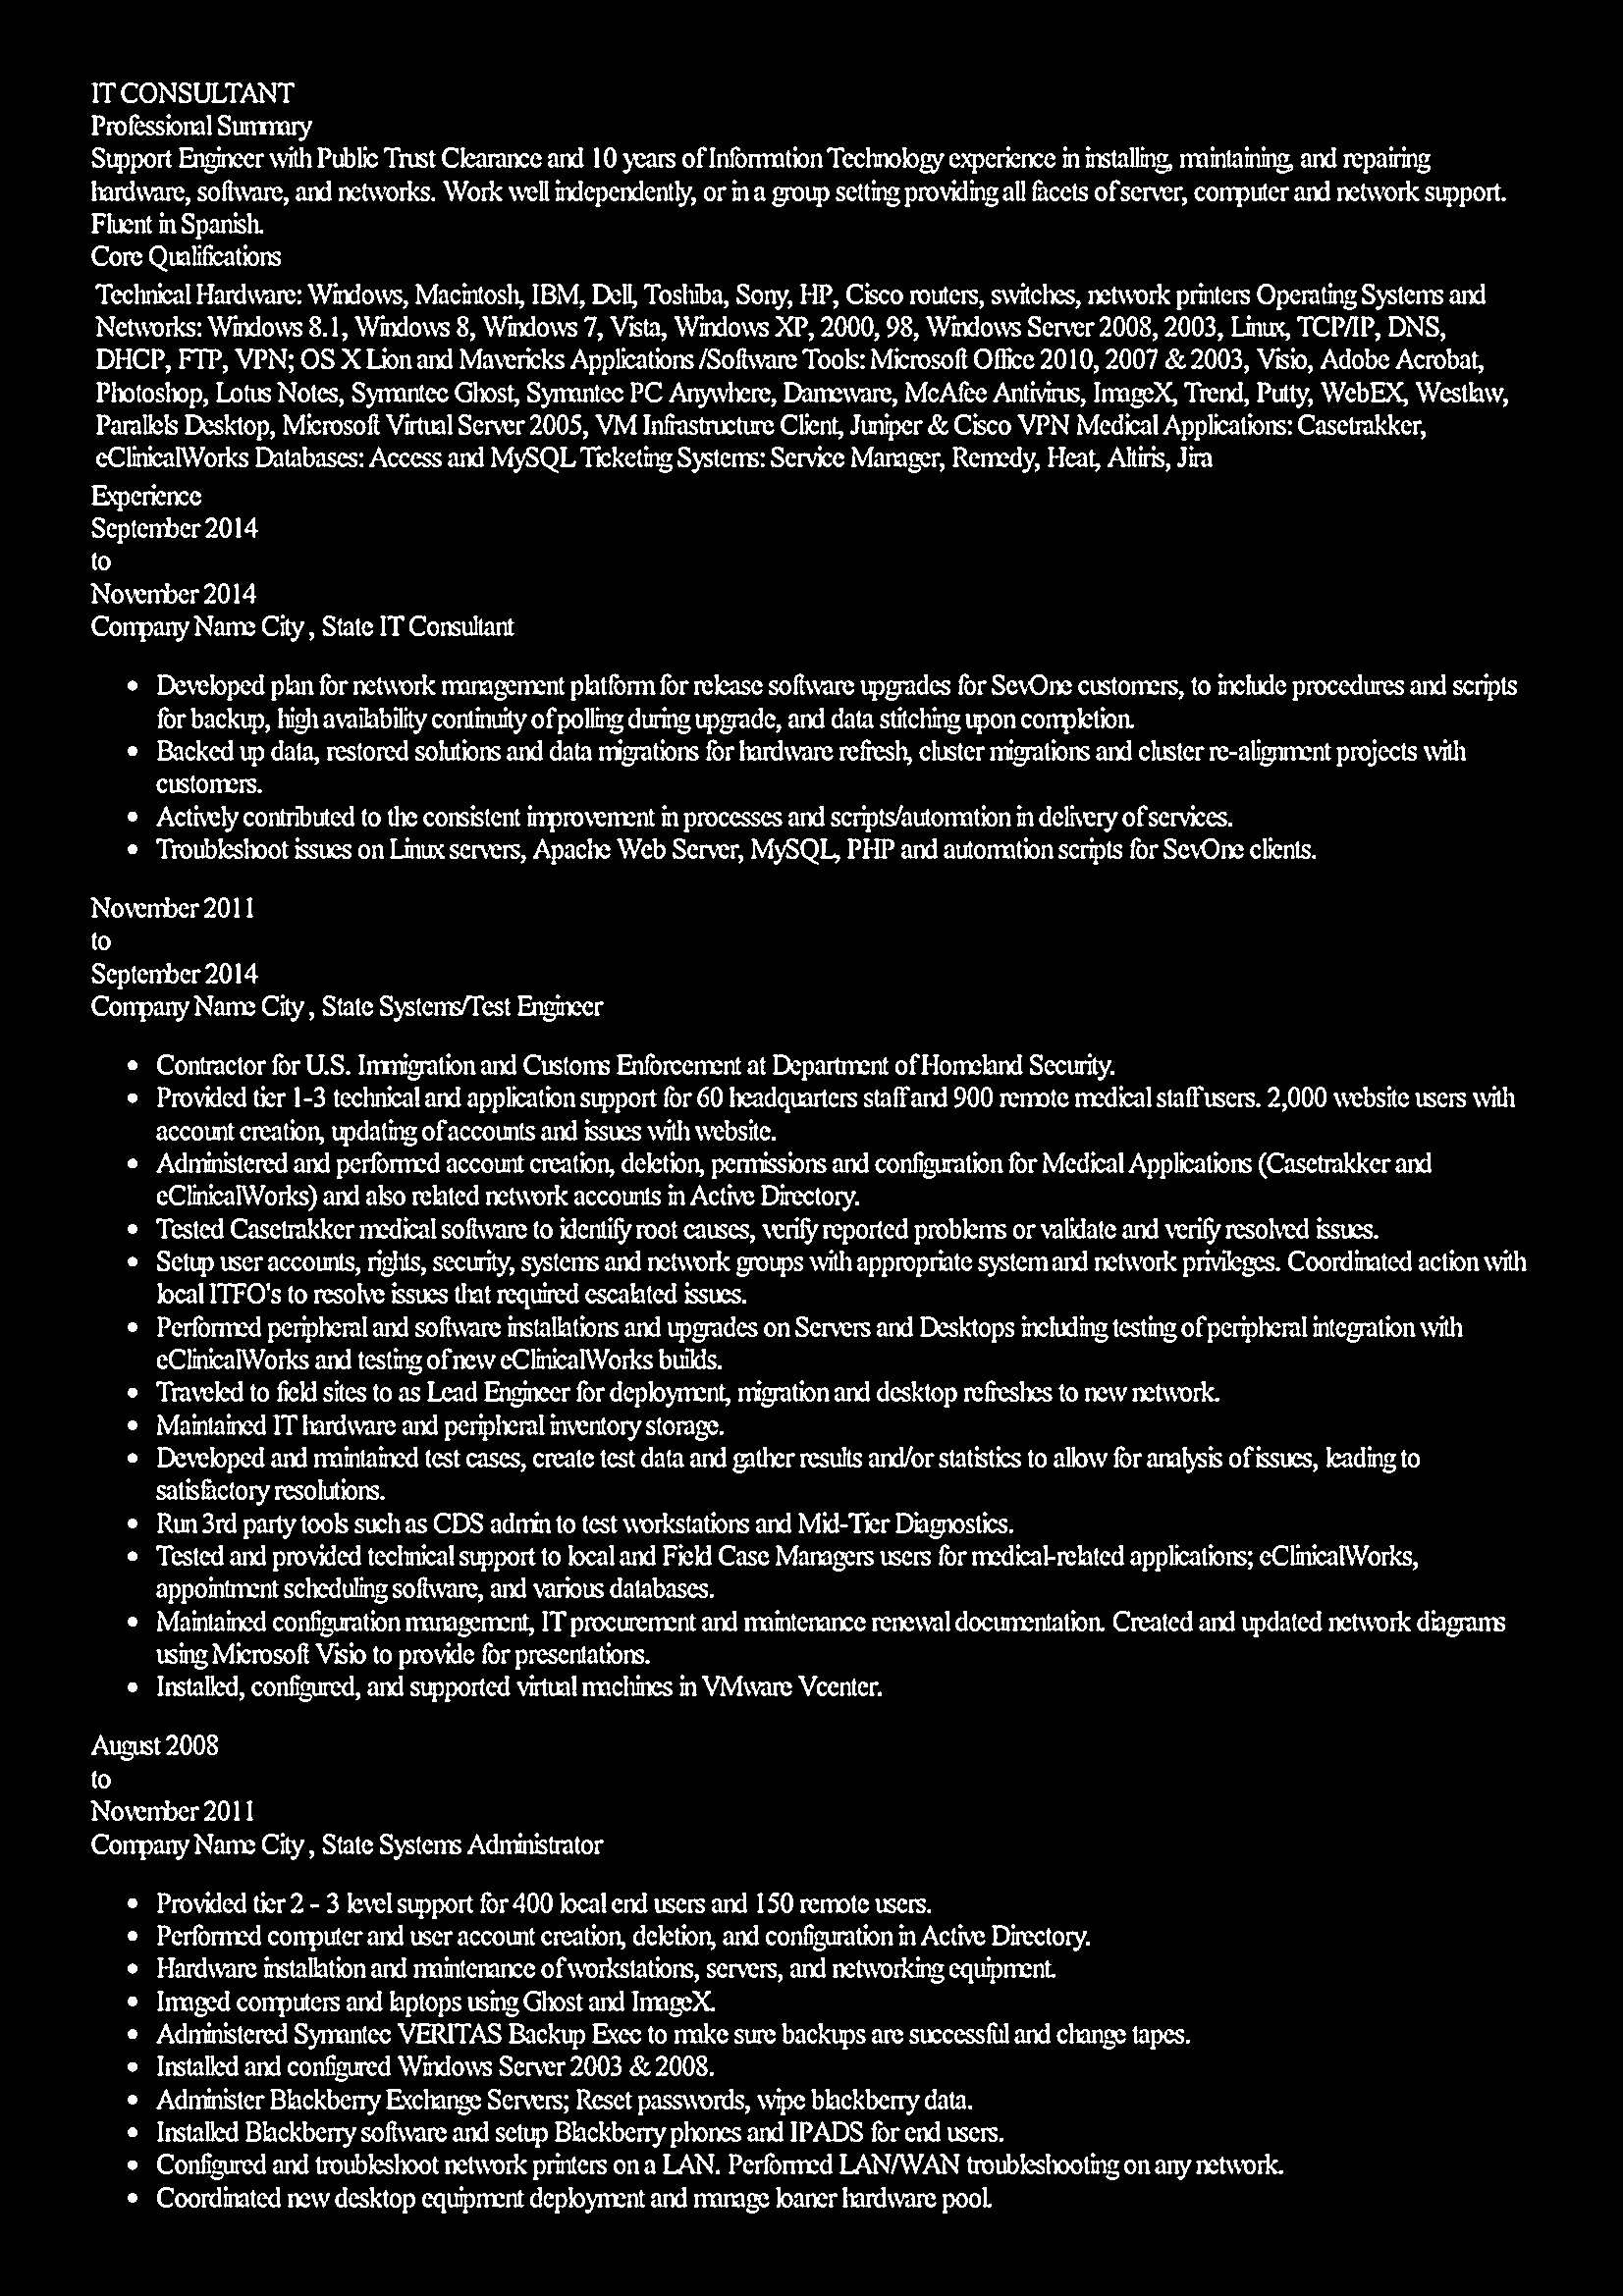 IT CONSULTANT
Professional Summary
Support Engineer with Public Trust Clearance and 10 years of Information Technology experience in installing, maintaining, and repairing
hardware, software, and networks. Work well independently, or in a group setting providing all facets of server, computer and network support.
Fluent in Spanish.
Core Qualifications
Technical Hardware: Windows, Macintosh, IBM, Dell, Toshiba, Sony, HP, Cisco routers, switches, network printers Operating Systems and
Networks: Windows 8.1, Windows 8, Windows 7, Vista, Windows XP, 2000, 98, Windows Server 2008, 2003, Linux, TCP/IP, DNS,
DHCP, FTP, VPN; OS X Lion and Mavericks Applications /Software Tools: Microsoft Office 2010, 2007 & 2003, Visio, Adobe Acrobat,
Photoshop, Lotus Notes, Symantec Ghost, Symantec PC Anywhere, Dameware, McAfee Antivirus, ImageX, Trend, Putty, WebEX, Westlaw,
Parallels Desktop, Microsoft Virtual Server 2005, VM Infrastructure Client, Juniper & Cisco VPN Medical Applications: Casetrakker,
eClinicalWorks Databases: Access and MySQL Ticketing Systems: Service Manager, Remedy, Heat, Altiris, Jira
Experience
September 2014
to
November 2014
Company Name City , State IT Consultant
• Developed plan for network management platform for release software upgrades for SevOne customers, to include procedures and scripts
for backup, high availability continuity of polling during upgrade, and data stitching upon completion.
• Backed up data, restored solutions and data migrations for hardware refresh, cluster migrations and cluster re-alignment projects with
customers.
• Actively contributed to the consistent improvement in processes and scripts/automation in delivery of services.
• Troubleshoot issues on Linux servers, Apache Web Server, MySQL, PHP and automation scripts for SevOne clients.
November 2011
to
September 2014
Company Name City , State Systems/Test Engineer
• Contractor for U.S. Immigration and Customs Enforcement at Department of Homeland Security.
• Provided tier 1-3 technical and application support for 60 headquarters staff and 900 remote medical staff users. 2,000 website users with
account creation, updating of accounts and issues with website.
• Administered and performed account creation, deletion, permissions and configuration for Medical Applications (Casetrakker and
eClinicalWorks) and also related network accounts in Active Directory.
• Tested Casetrakker medical software to identify root causes, verify reported problems or validate and verify resolved issues.
• Setup user accounts, rights, security, systems and network groups with appropriate system and network privileges. Coordinated action with
local ITFO's to resolve issues that required escalated issues.
• Performed peripheral and software installations and upgrades on Servers and Desktops including testing of peripheral integration with
eClinicalWorks and testing of new eClinicalWorks builds.
• Traveled to field sites to as Lead Engineer for deployment, migration and desktop refreshes to new network.
• Maintained IT hardware and peripheral inventory storage.
• Developed and maintained test cases, create test data and gather results and/or statistics to allow for analysis of issues, leading to
satisfactory resolutions.
• Run 3rd party tools such as CDS admin to test workstations and Mid-Tier Diagnostics.
• Tested and provided technical support to local and Field Case Managers users for medical-related applications; eClinicalWorks,
appointment scheduling software, and various databases.
• Maintained configuration management, IT procurement and maintenance renewal documentation. Created and updated network diagrams
using Microsoft Visio to provide for presentations.
• Installed, configured, and supported virtual machines in VMware Vcenter.
August 2008
to
November 2011
Company Name City , State Systems Administrator
• Provided tier 2 - 3 level support for 400 local end users and 150 remote users.
• Performed computer and user account creation, deletion, and configuration in Active Directory.
• Hardware installation and maintenance of workstations, servers, and networking equipment.
• Imaged computers and laptops using Ghost and ImageX.
• Administered Symantec VERITAS Backup Exec to make sure backups are successful and change tapes.
• Installed and configured Windows Server 2003 & 2008.
• Administer Blackberry Exchange Servers; Reset passwords, wipe blackberry data.
• Installed Blackberry software and setup Blackberry phones and IPADS for end users.
• Configured and troubleshoot network printers on a LAN. Performed LAN/WAN troubleshooting on any network.
• Coordinated new desktop equipment deployment and manage loaner hardware pool.